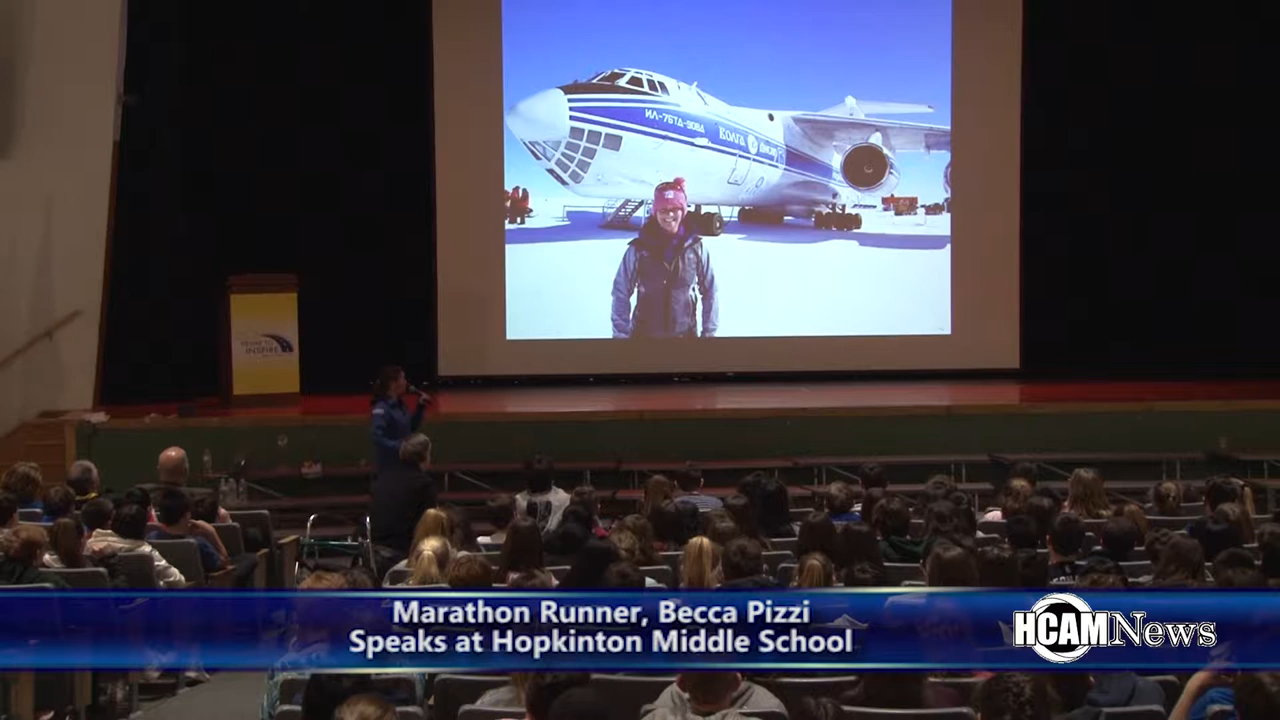 ИЛ-76ТД-90ВД
ВОЛГА ДНЕПР
INSPIRE
Marathon Runner, Becca Pizzi
Speaks at Hopkinton Middle School
HCAMNews